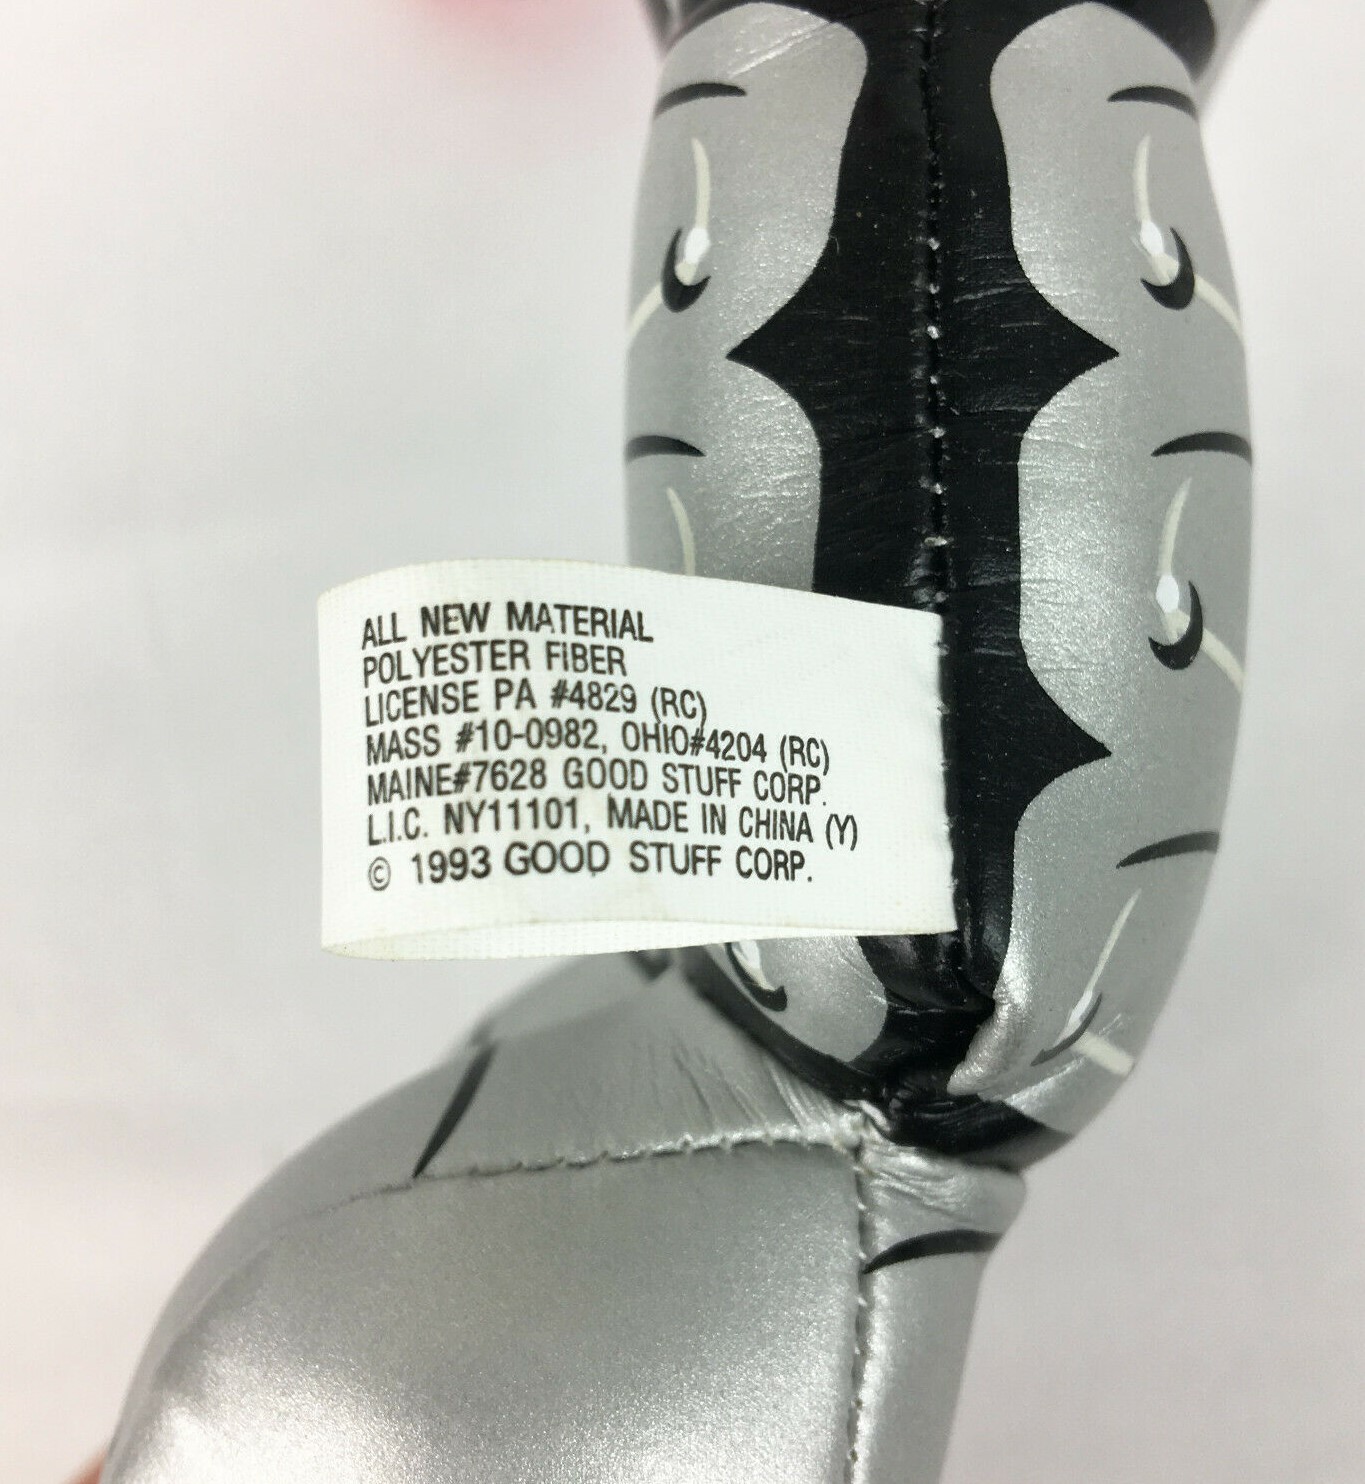 ALL NEW MATERIAL
POLYESTER FIBER
LICENSE PA #4829 (RC)
MASS #10-0982, OHIO#4204 (RC)
MAINE#7628 GOOD STUFF CORP.
L.I.C. NY11101, MADE IN CHINA (Y)
© 1993 GOOD STUFF CORP.